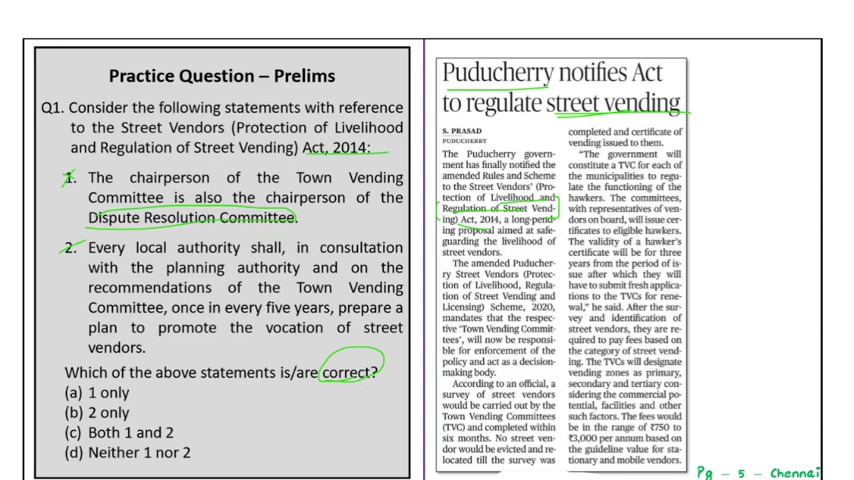 Practice Question – Prelims
Q1. Consider the following statements with reference
to the Street Vendors (Protection of Livelihood
and Regulation of Street Vending) Act, 2014:
1. The chairperson of the Town Vending
Committee is also the chairperson of the
Dispute Resolution Committee.
2. Every local authority shall, in consultation
with the planning authority and on the
recommendations of the Town Vending
Committee, once in every five years, prepare a
plan to promote the vocation of street
vendors.
Which of the above statements is/are correct?
(a) 1 only
(b) 2 only
(c) Both 1 and 2
(d) Neither 1 nor 2
Puducherry notifies Act
to regulate street vending
S. PRASAD
PUDUCHERRY
The Puducherry govern-
ment has finally notified the
amended Rules and Scheme
to the Street Vendors' (Pro-
tection of Livelihood and
Regulation of Street Vend-
ing) Act, 2014, a long-pend-
ing proposal aimed at safe-
guarding the livelihood of
street vendors.
The amended Puducher-
ry Street Vendors (Protec-
tion of Livelihood, Regula-
tion of Street Vending and
Licensing) Scheme, 2020,
mandates that the respec-
tive 'Town Vending Commit-
tees', will now be responsi-
ble for enforcement of the
policy and act as a decision-
making body.
According to an official, a
survey of street vendors
would be carried out by the
Town Vending Committees
(TVC) and completed within
six months. No street ven-
dor would be evicted and re-
located till the survey was
completed and certificate of
vending issued to them.
"The government will
constitute a TVC for each of
the municipalities to regu-
late the functioning of the
hawkers. The committees,
with representatives of ven-
dors on board, will issue cer-
tificates to eligible hawkers.
The validity of a hawker's
certificate will be for three
years from the period of is-
sue after which they will
have to submit fresh applica-
tions to the TVCs for rene-
wal," he said. After the sur-
vey and identification of
street vendors, they are re-
quired to pay fees based on
the category of street vend-
ing. The TVCs will designate
vending zones as primary,
secondary and tertiary con-
sidering the commercial po-
tential, facilities and other
such factors. The fees would
be in the range of ₹750 to
₹3,000 per annum based on
the guideline value for sta-
tionary and mobile vendors.
Pg - 5 - Chennai